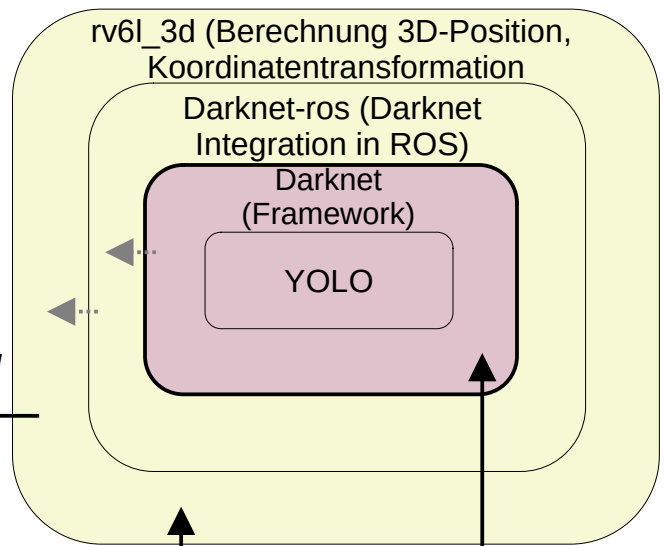 rv6l_3d (Berechnung 3D-Position,
Koordinatentransformation
Darknet-ros (Darknet
Integration in ROS)
Darknet
(Framework)
YOLO